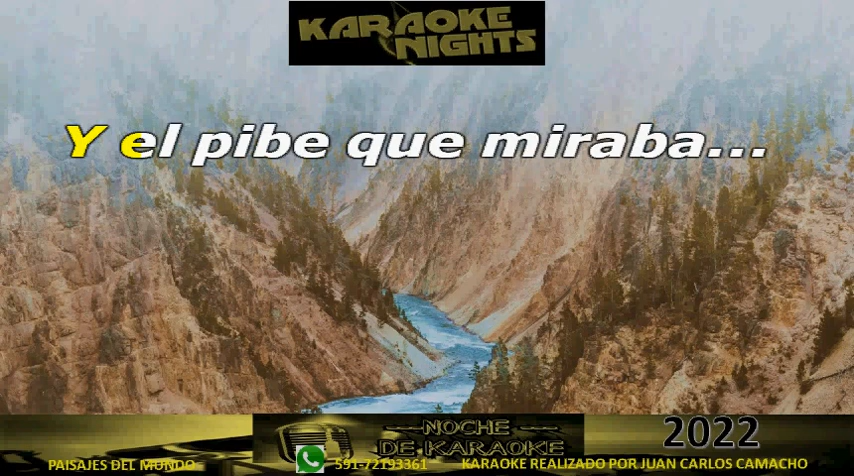 KARAOKE
NIGHTS
Y el pibe que miraba...
NOCHE
DE KARAOKE
2022
PAISAJES DEL MUNDO
591-72193361
KARAOKE REALIZADO POR JUAN CARLOS CAMACHO